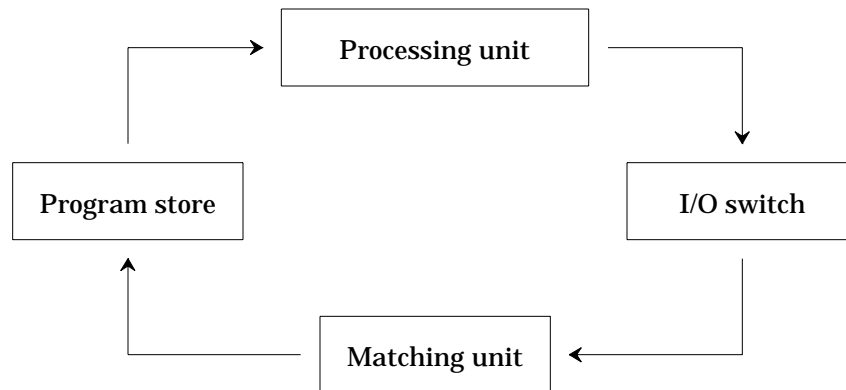 Processing unit
Program store
I/O switch
Matching unit